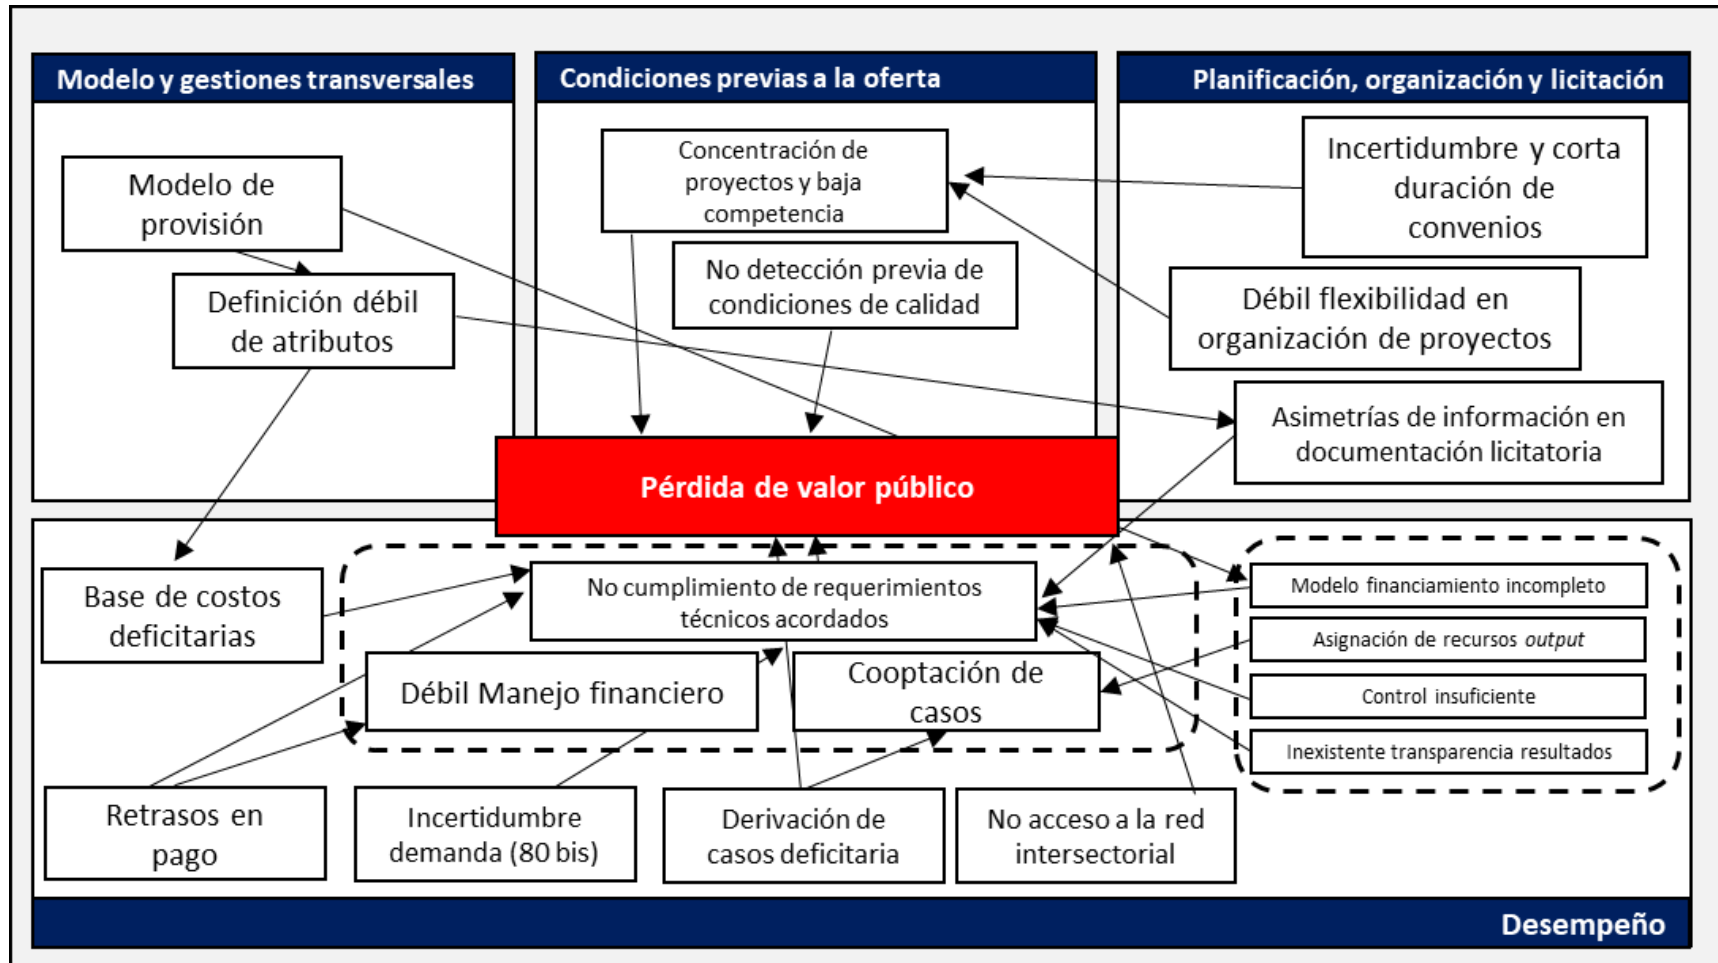 Modelo y gestiones transversales
Condiciones previas a la oferta
Planificación, organización y licitación
Modelo de
provisión
Definición débil
de atributos
Concentración de
proyectos y baja
competencia
No detección previa de
condiciones de calidad
Incertidumbre y corta
duración de
convenios
Débil flexibilidad en
organización de proyectos
Asimetrías de información en
documentación licitatoria
Pérdida de valor público
Base de costos
deficitarias
No cumplimiento de requerimientos
técnicos acordados
Débil Manejo financiero
Cooptación de
casos
Modelo financiamiento incompleto
Asignación de recursos output
Control insuficiente
Inexistente transparencia resultados
Retrasos en
pago
Incertidumbre
demanda (80 bis)
Derivación de
casos deficitaria
No acceso a la red
intersectorial
Desempeño